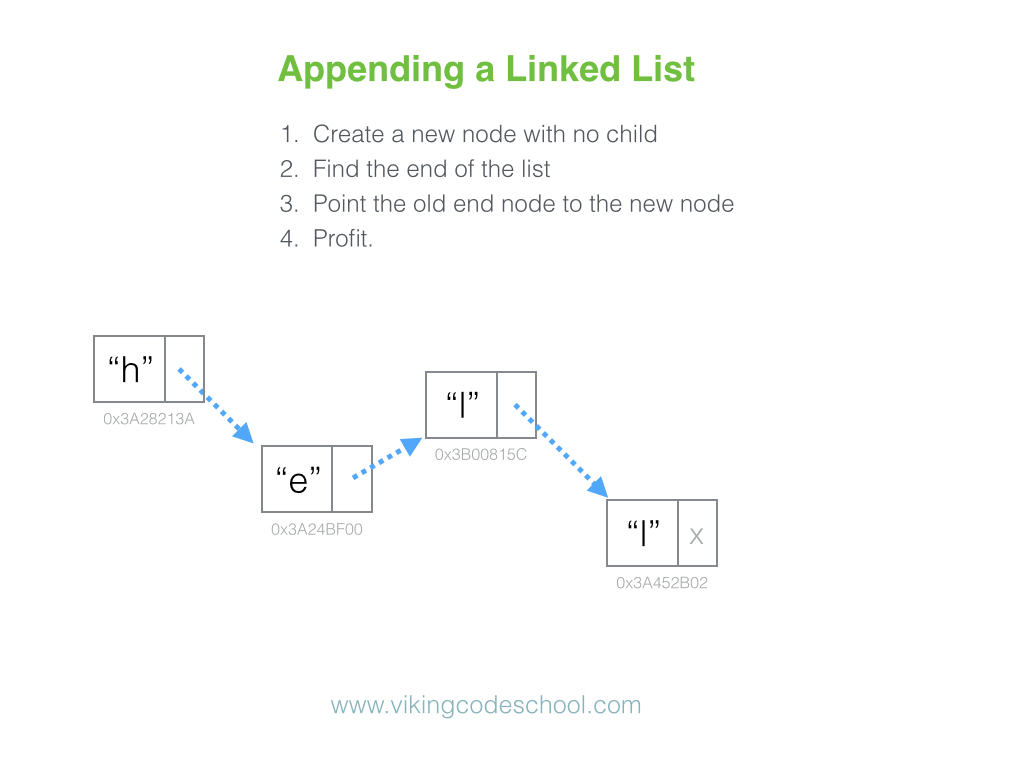 Appending a Linked List
1. Create a new node with no child
2. Find the end of the list
3. Point the old end node to the new node
4. Profit.
“h”
0x3A28213A
“e”
0x3A24BF00
“l”
0x3B00815C
“l”
x
0x3A452B02
www.vikingcodeschool.com